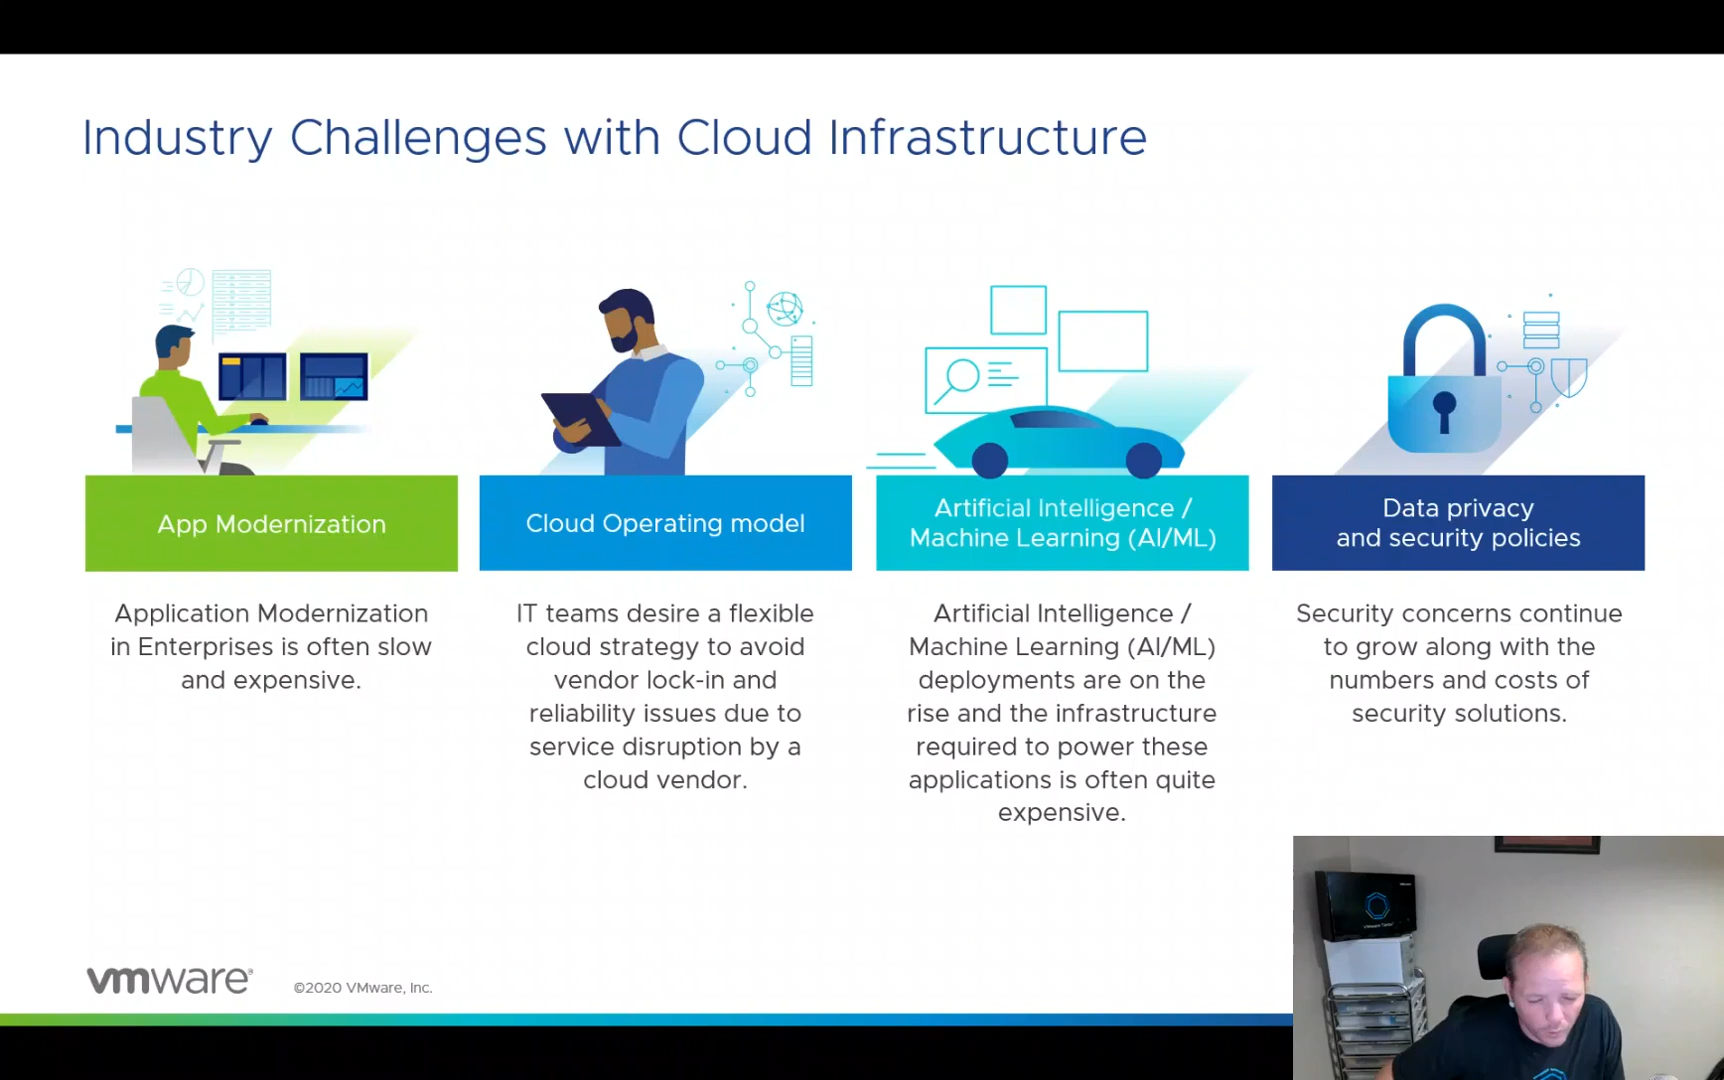 Industry Challenges with Cloud Infrastructure
App Modernization
Application Modernization
in Enterprises is often slow
and expensive.
Cloud Operating model
IT teams desire a flexible
cloud strategy to avoid
vendor lock-in and
reliability issues due to
service disruption by a
cloud vendor.
Artificial Intelligence /
Machine Learning (AI/ML)
Artificial Intelligence /
Machine Learning (AI/ML)
deployments are on the
rise and the infrastructure
required to power these
applications is often quite
expensive.
Data privacy
and security policies
Security concerns continue
to grow along with the
numbers and costs of
security solutions.
vmware®
©2020 VMware, Inc.
VMware Tanzu™